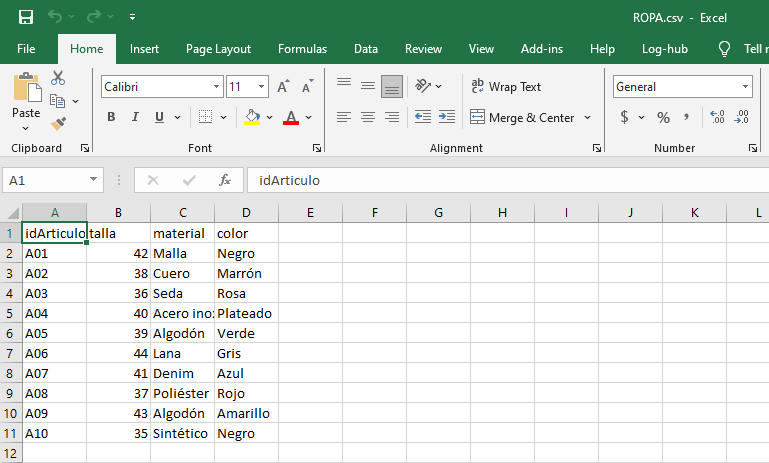 ROPA.csv - Excel
File Home Insert Page Layout Formulas Data Review View Add-ins Help Log-hub Tell
Calibri 11 A A ab Wrap Text General
Paste B I U A Merge & Center $ % , .00 .00
Clipboard Font Alignment Number
A1 fx idArticulo
A B C D E F G H I J K L
1 idArticulo talla material color
2 A01 42 Malla Negro
3 A02 38 Cuero Marrón
4 A03 36 Seda Rosa
5 A04 40 Acero ino Plateado
6 A05 39 Algodón Verde
7 A06 44 Lana Gris
8 A07 41 Denim Azul
9 A08 37 Poliéster Rojo
10 A09 43 Algodón Amarillo
11 A10 35 Sintético Negro
12